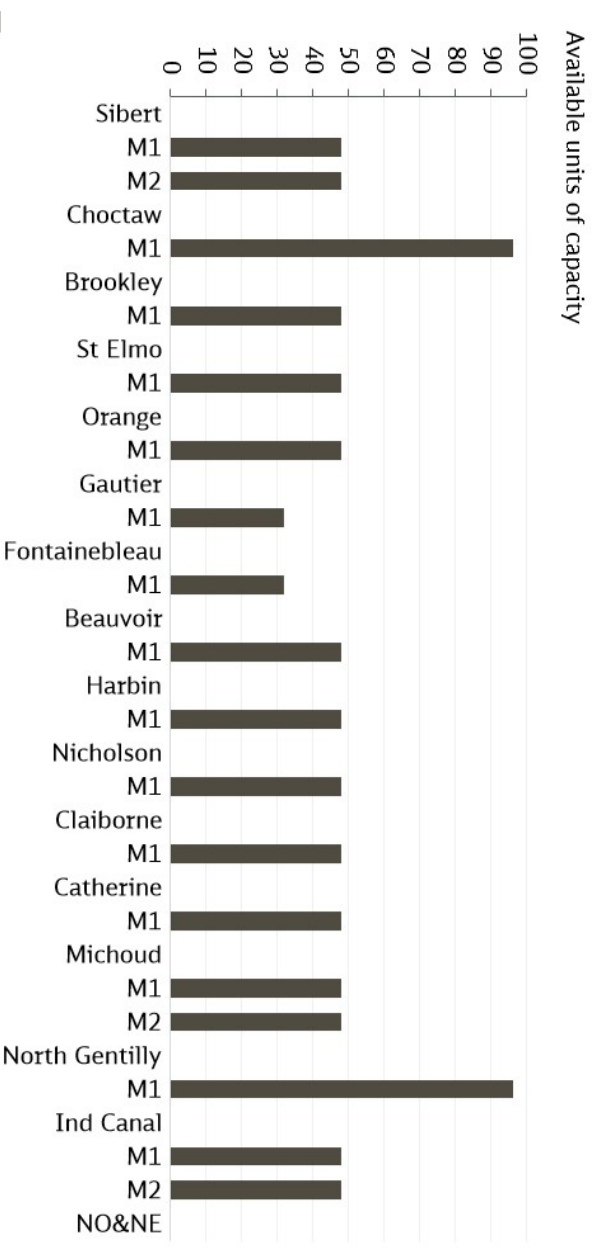 Available units of capacity
0 10 20 30 40 50 60 70 80 90 100
Sibert
M1
M2
Choctaw
M1
Brookley
M1
St Elmo
M1
Orange
M1
Gautier
M1
Fontainebleau
M1
Beauvoir
M1
Harbin
M1
Nicholson
M1
Claiborne
M1
Catherine
M1
Michoud
M1
M2
North Gentilly
M1
Ind Canal
M1
M2
NO&NE